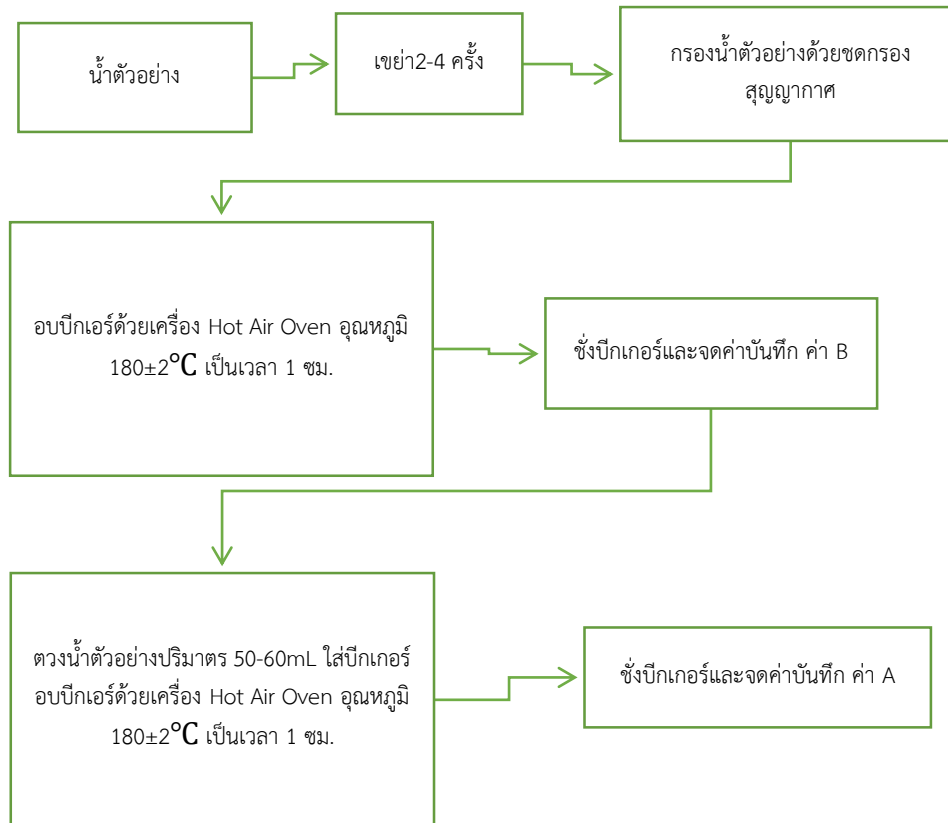 น้ำตัวอย่าง
เขย่า2-4 ครั้ง
กรองน้ำตัวอย่างด้วยชดกรอง
สุญญากาศ
อบบีกเอร์ด้วยเครื่อง Hot Air Oven อุณหภูมิ
180±2°C เป็นเวลา 1 ซม.
ชั่งบีกเกอร์และจดค่าบันทึก ค่า B
ตวงน้ำตัวอย่างปริมาตร 50-60mL ใส่บีกเกอร์
อบบีกเอร์ด้วยเครื่อง Hot Air Oven อุณหภูมิ
180±2°C เป็นเวลา 1 ซม.
ชั่งบีกเกอร์และจดค่าบันทึก ค่า A